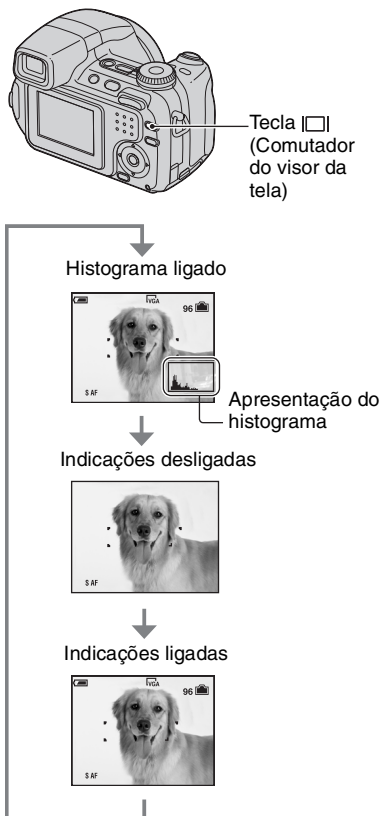 Tecla |□|
(Comutador
do visor da
tela)
Histograma ligado
VGA
96
S AF
Apresentação do
histograma
Indicações desligadas
S AF
Indicações ligadas
VGA
96
S AF